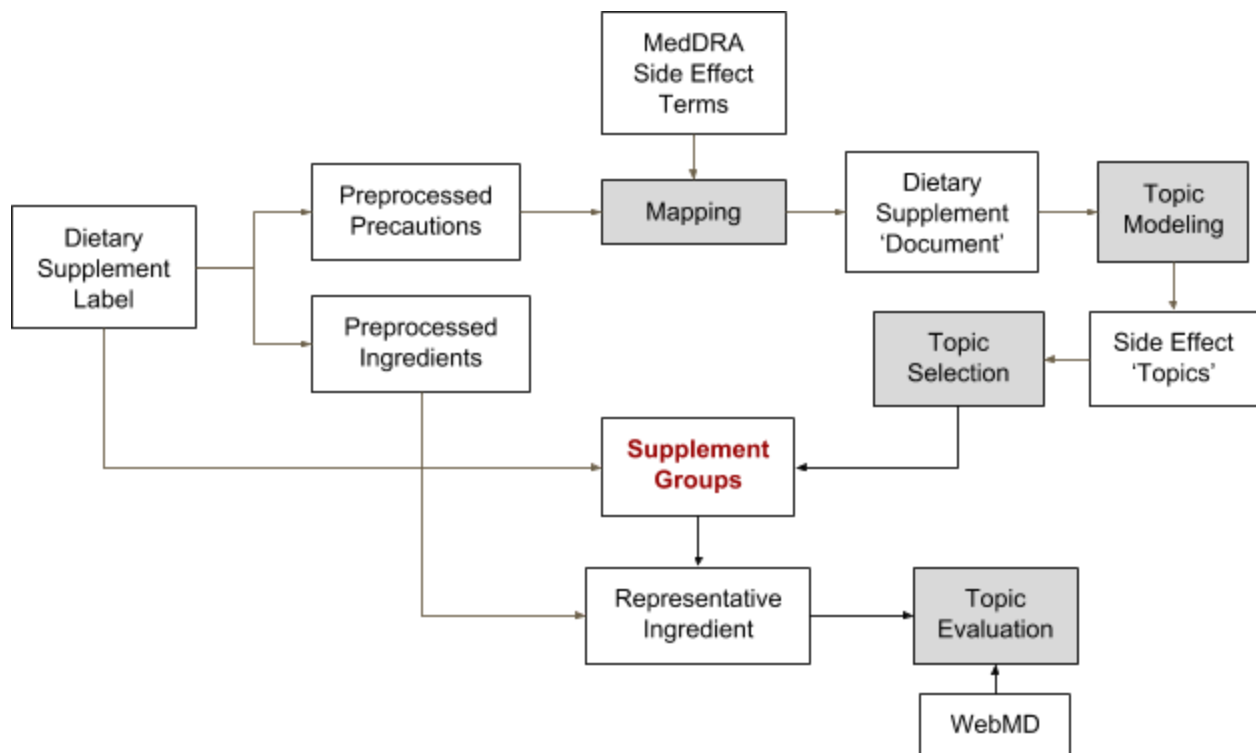 MedDRA
Side Effect
Terms
Preprocessed
Precautions
Mapping
Dietary
Supplement
‘Document’
Topic
Modeling
Dietary
Supplement
Label
Preprocessed
Ingredients
Topic
Selection
Side Effect
‘Topics’
Supplement
Groups
Representative
Ingredient
Topic
Evaluation
WebMD